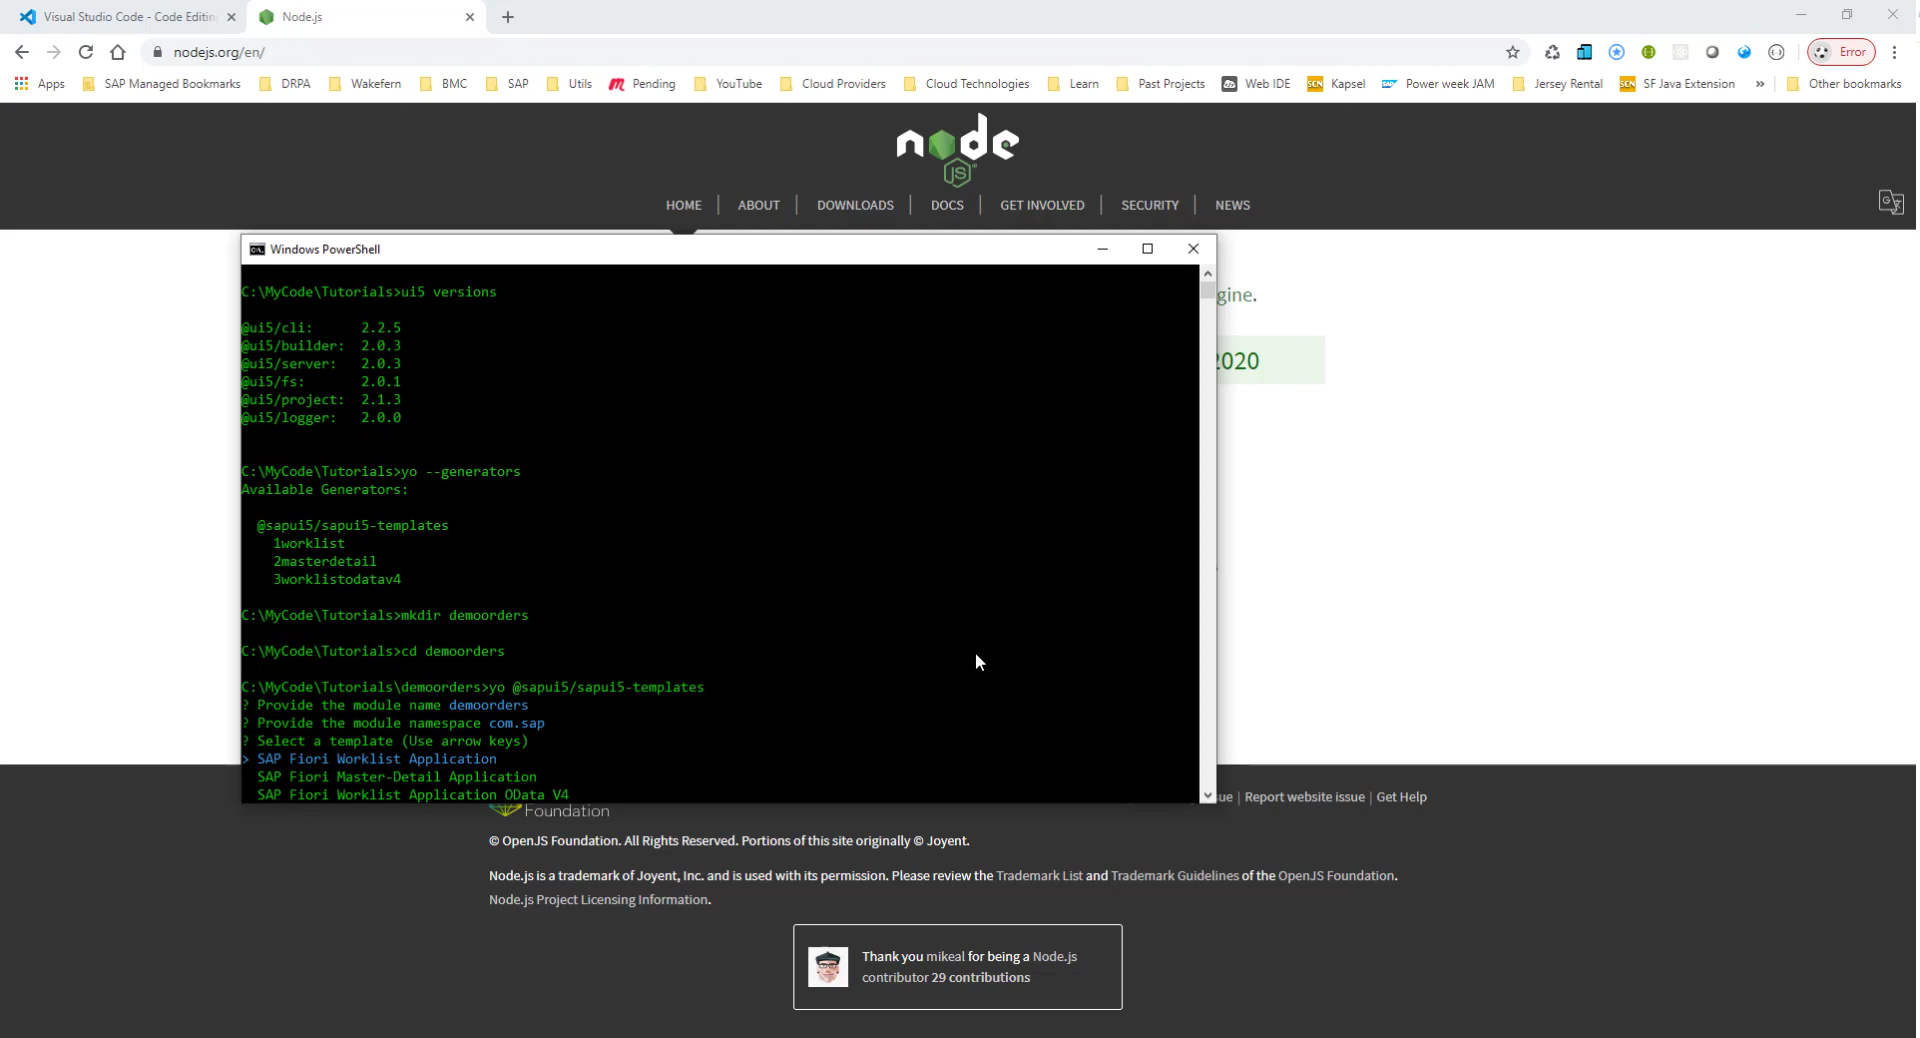 Visual Studio Code - Code Editin
Node.js
nodejs.org/en/
Error
Apps
SAP Managed Bookmarks
DRPA
Wakefern
BMC
SAP
Utils
Pending
YouTube
Cloud Providers
Cloud Technologies
Learn
Past Projects
Web IDE
Kapsel
Power week JAM
Jersey Rental
SF Java Extension
»
Other bookmarks
node
JS
HOME | ABOUT | DOWNLOADS | DOCS | GET INVOLVED | SECURITY | NEWS
Windows PowerShell
C:\MyCode\Tutorials>ui5 versions
@ui5/cli: 2.2.5
@ui5/builder: 2.0.3
@ui5/server: 2.0.3
@ui5/fs: 2.0.1
@ui5/project: 2.1.3
@ui5/logger: 2.0.0
C:\MyCode\Tutorials>yo --generators
Available Generators:
@sapui5/sapui5-templates
1worklist
2masterdetail
3worklistodatav4
C:\MyCode\Tutorials>mkdir demoorders
C:\MyCode\Tutorials>cd demoorders
C:\MyCode\Tutorials\demoorders>yo @sapui5/sapui5-templates
? Provide the module name demoorders
? Provide the module namespace com.sap
? Select a template (Use arrow keys)
> SAP Fiori Worklist Application
SAP Fiori Master-Detail Application
SAP Fiori Worklist Application OData V4
gine.
2020
ue | Report website issue | Get Help
Foundation
© OpenJS Foundation. All Rights Reserved. Portions of this site originally © Joyent.
Node.js is a trademark of Joyent, Inc. and is used with its permission. Please review the Trademark List and Trademark Guidelines of the OpenJS Foundation.
Node.js Project Licensing Information.
Thank you mikeal for being a Node.js
contributor 29 contributions